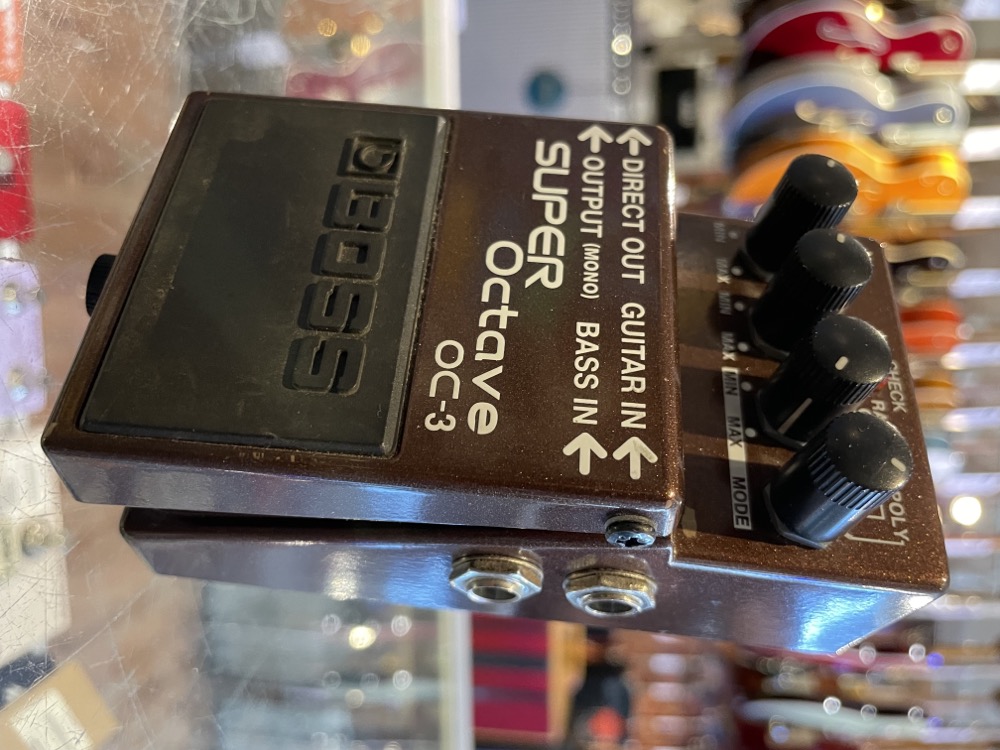 CHECK
POLY
MIN MAX MIN MAX MIN MAX MODE
← DIRECT OUT GUITAR IN ←
← OUTPUT (MONO) BASS IN ←
SUPER
Octave
OC-3
BOSS